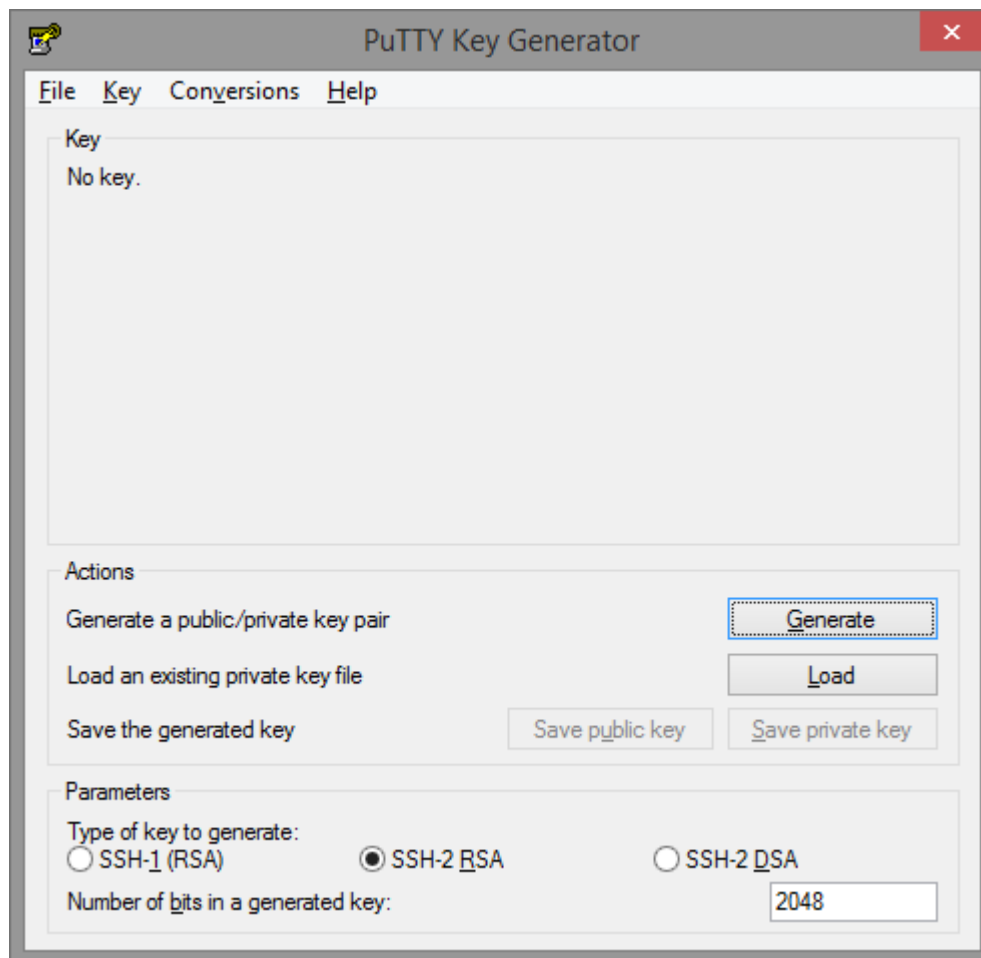 PuTTY Key Generator
File Key Conversions Help
Key
No key.
Actions
Generate a public/private key pair Generate
Load an existing private key file Load
Save the generated key Save public key Save private key
Parameters
Type of key to generate:
SSH-1 (RSA) SSH-2 RSA SSH-2 DSA
Number of bits in a generated key: 2048